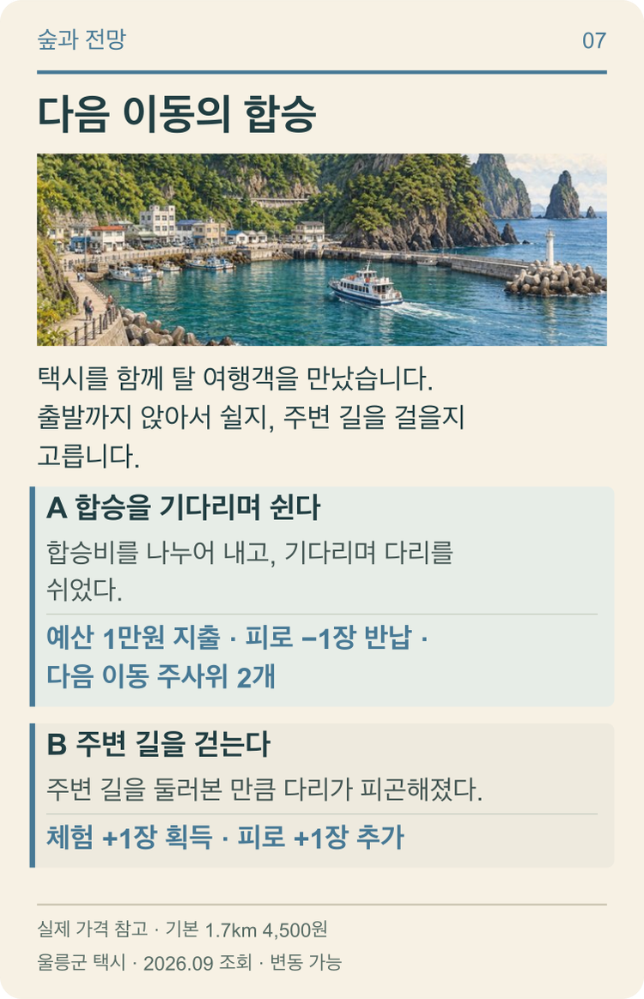 숲과 전망
07
다음 이동의 합승
택시를 함께 탈 여행객을 만났습니다.
출발까지 앉아서 쉴지, 주변 길을 걸을지
고릅니다.
A 합승을 기다리며 쉰다
합승비를 나누어 내고, 기다리며 다리를
쉬었다.
예산 1만원 지출 · 피로 −1장 반납 ·
다음 이동 주사위 2개
B 주변 길을 걷는다
주변 길을 둘러본 만큼 다리가 피곤해졌다.
체험 +1장 획득 · 피로 +1장 추가
실제 가격 참고 · 기본 1.7km 4,500원
울릉군 택시 · 2026.09 조회 · 변동 가능